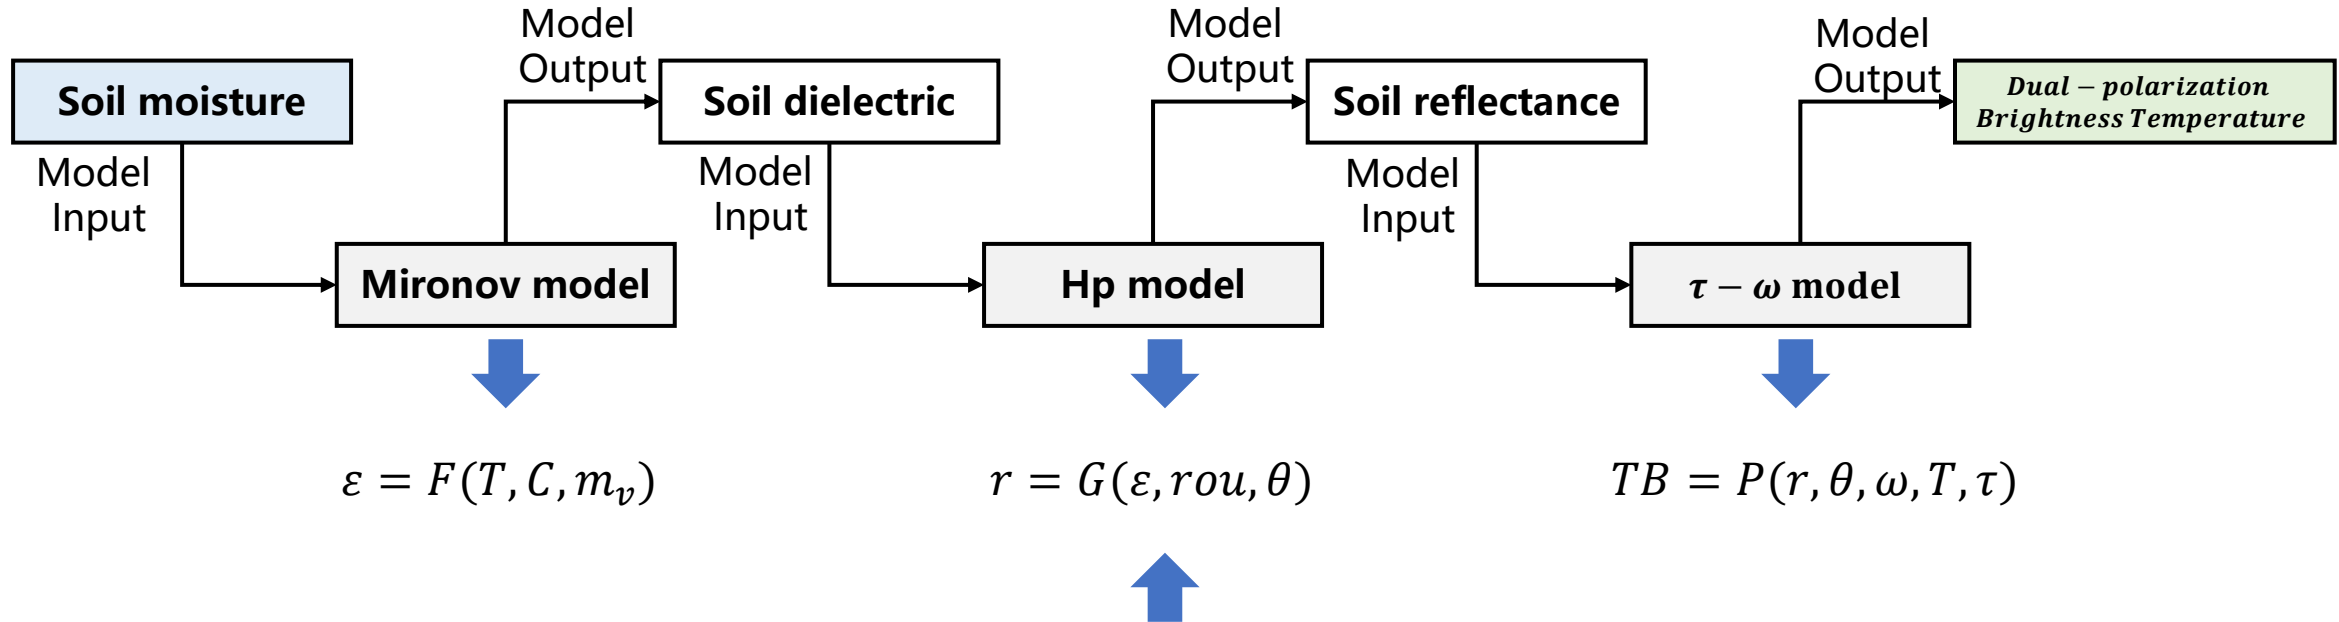 Model
Output
Model
Output
Model
Output
Soil moisture
Soil dielectric
Soil reflectance
Dual − polarization
Brightness Temperature
Model
Input
Model
Input
Model
Input
Mironov model
Hp model
τ − ω model
ε = F(T, C, m_v)
r = G(ε, rou, θ)
TB = P(r, θ, ω, T, τ)